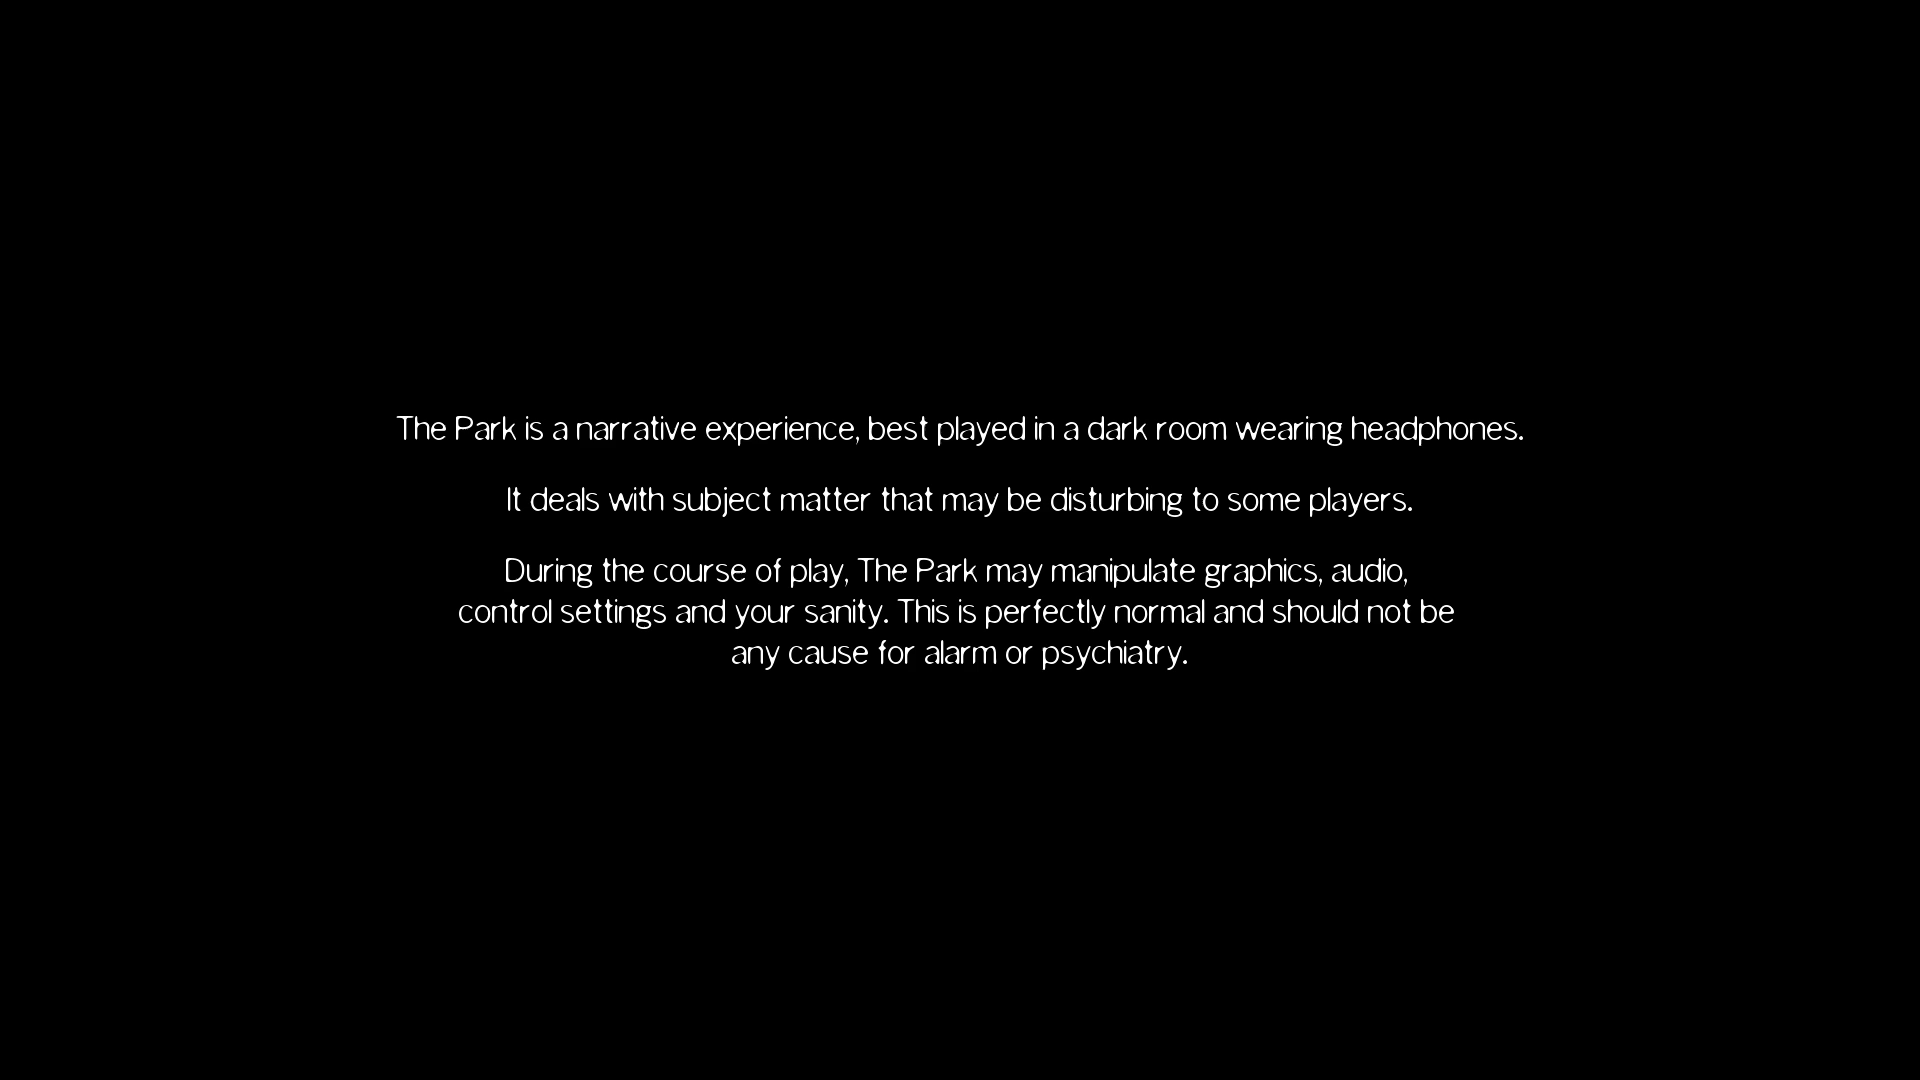 The Park is a narrative experience, best played in a dark room wearing headphones.
It deals with subject matter that may be disturbing to some players.
During the course of play, The Park may manipulate graphics, audio,
control settings and your sanity. This is perfectly normal and should not be
any cause for alarm or psychiatry.